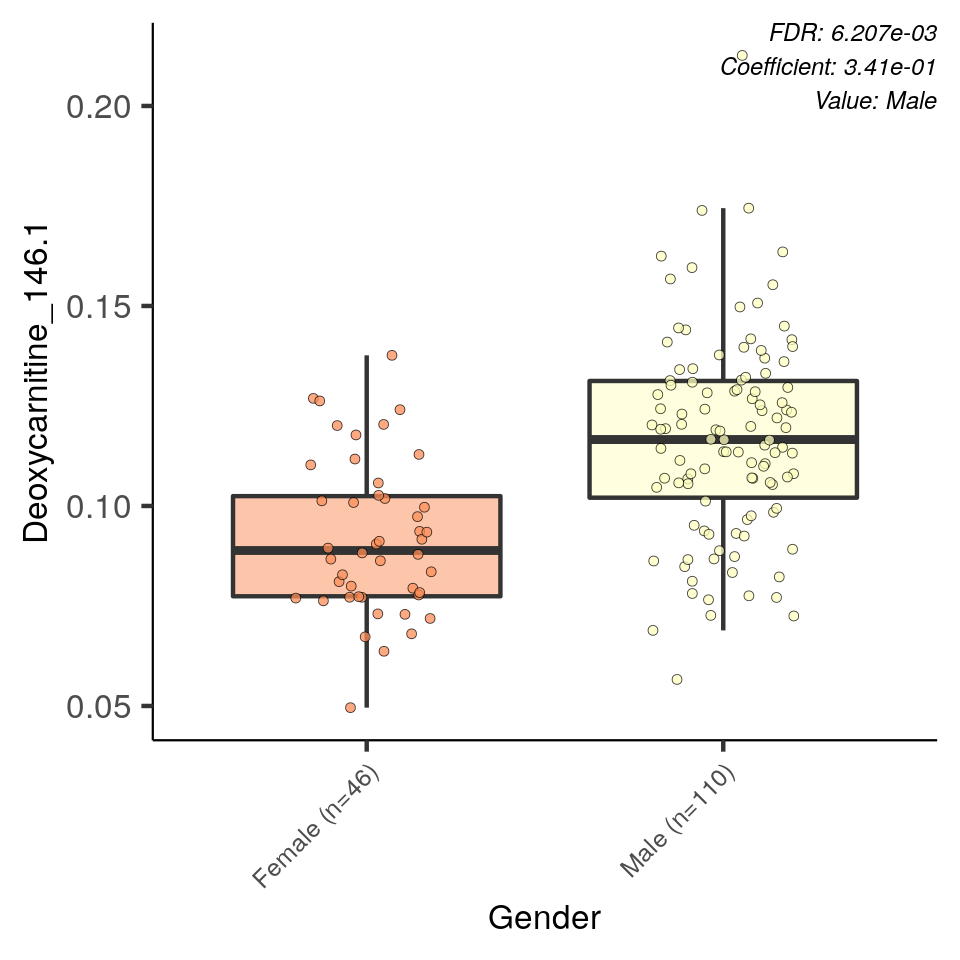 FDR: 6.207e-03
Coefficient: 3.41e-01
Value: Male
Deoxycarnitine_146.1
0.20
0.15
0.10
0.05
Female (n=46)
Male (n=110)
Gender